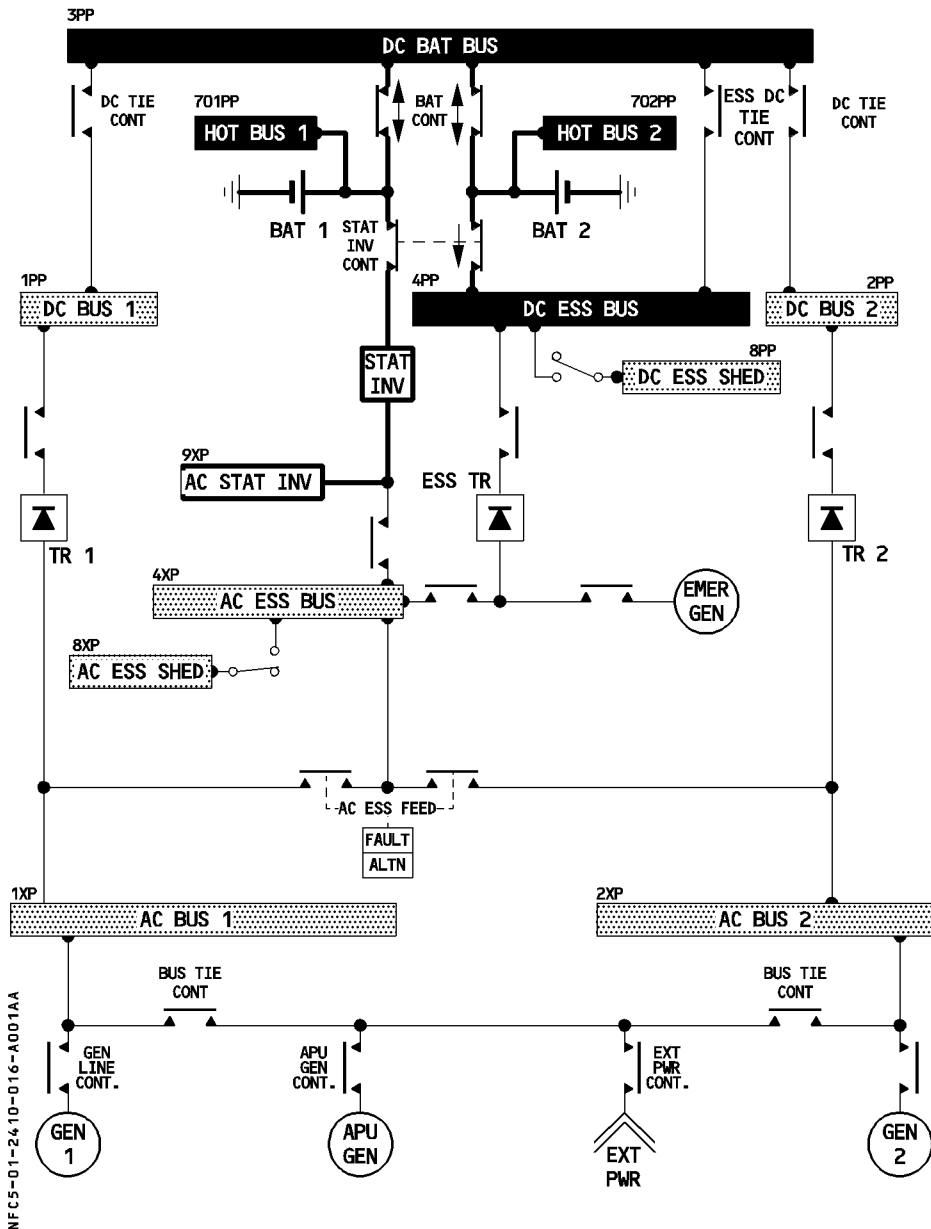 3PP
DC BAT BUS
DC TIE
CONT
701PP
HOT BUS 1
BAT
CONT
702PP
HOT BUS 2
ESS DC
TIE
CONT
DC TIE
CONT
BAT 1
STAT
INV
CONT
BAT 2
1PP
DC BUS 1
4PP
DC ESS BUS
2PP
DC BUS 2
8PP
DC ESS SHED
STAT
INV
9XP
AC STAT INV
ESS TR
TR 1
TR 2
4XP
AC ESS BUS
EMER
GEN
8XP
AC ESS SHED
AC ESS FEED
FAULT
ALTN
1XP
AC BUS 1
2XP
AC BUS 2
BUS TIE
CONT
BUS TIE
CONT
GEN
LINE
CONT.
APU
GEN
CONT.
EXT
PWR
CONT.
GEN
1
APU
GEN
EXT
PWR
GEN
2
NFC5-01-2410-016-A001AA